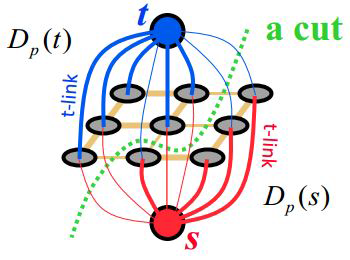 t
a cut
D_p(t)
t-link
t-link
D_p(s)
s